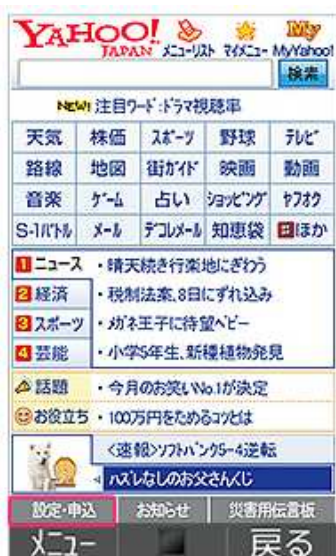 YAHOO!
JAPAN
メニューリスト マイメニュー MyYahoo!
My
検索
NEW! 注目ワード:ドラマ視聴率
天気 株価 スポーツ 野球 テレビ
路線 地図 街ガイド 映画 動画
音楽 ゲーム 占い ショッピング ヤフオク
S-1バトル メール デコレメール 知恵袋 ほか
1 ニュース ・晴天続き行楽地にぎわう
2 経済 ・税制法案、8日にずれ込み
3 スポーツ ・メガネ王子に待望ベビー
4 芸能 ・小学5年生、新種植物発見
話題 ・今月のお笑いNo.1が決定
お役立ち ・100万円をためるコツとは
<速報>ソフトバンク5-4逆転
ハズレなしのお父さんくじ
設定・申込 お知らせ 災害用伝言板
メニュー 戻る